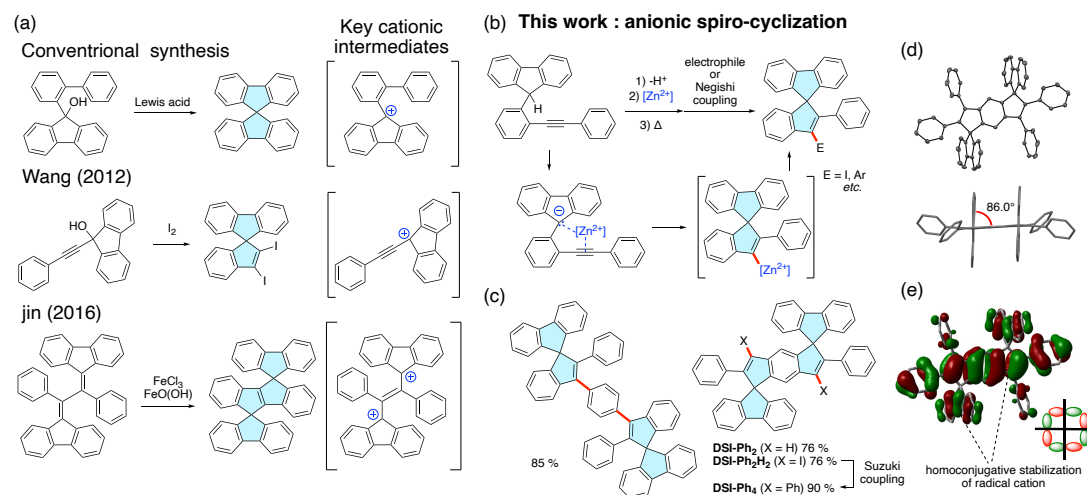 (a)
Conventrional synthesis
Key cationic
intermediates
OH
Lewis acid
+
Wang (2012)
HO
I2
I
I
+
jin (2016)
FeCl3
FeO(OH)
+
+
(b) This work : anionic spiro-cyclization
H
1) -H+
2) [Zn2+]
3) Δ
electrophile
or
Negishi
coupling
E
−
[Zn2+]
[Zn2+]
E = I, Ar
etc.
(c)
85 %
X
X
DSI-Ph2 (X = H) 76 %
DSI-Ph2H2 (X = I) 76 %
Suzuki
coupling
DSI-Ph4 (X = Ph) 90 %
(d)
86.0°
(e)
homoconjugative stabilization
of radical cation